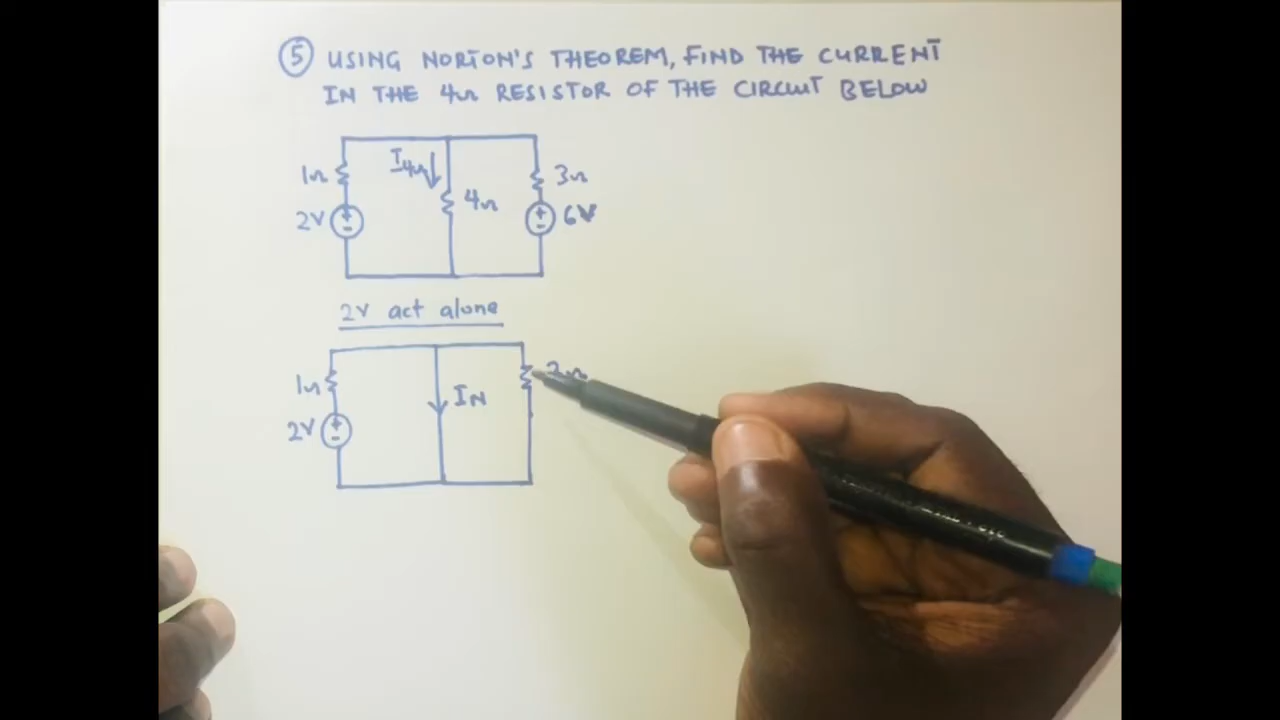 5 USING NORTON'S THEOREM, FIND THE CURRENT
IN THE 4Ω RESISTOR OF THE CIRCUIT BELOW
1Ω
I4Ω
4Ω
3Ω
2V
+
-
+
-
6V
2V act alone
1Ω
IN
2V
+
-